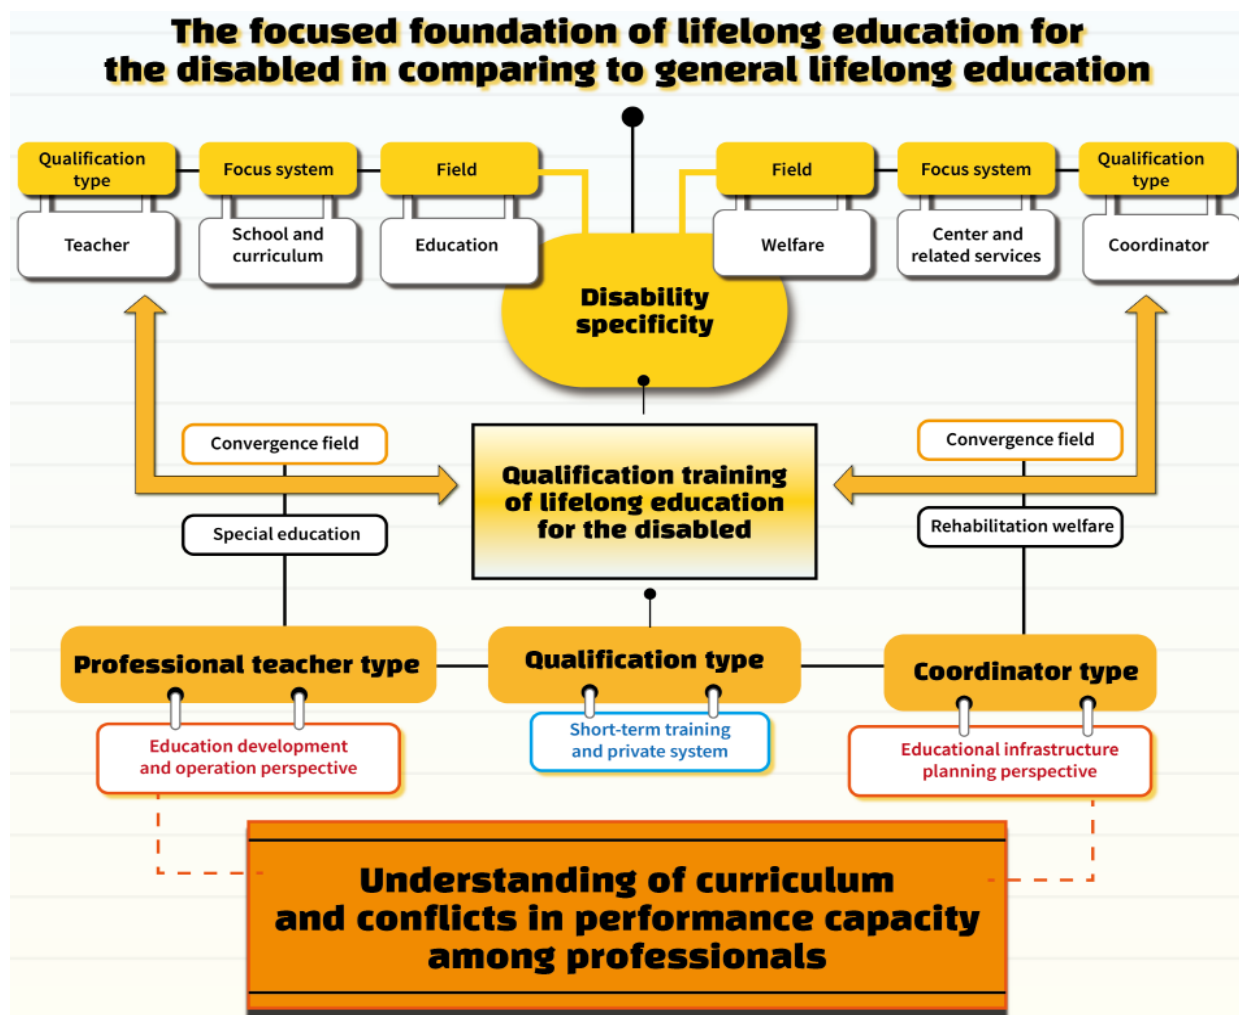 The focused foundation of lifelong education for
the disabled in comparing to general lifelong education
Qualification
type
Focus system
Field
Field
Focus system
Qualification
type
Teacher
School and
curriculum
Education
Welfare
Center and
related services
Coordinator
Disability
specificity
Convergence field
Convergence field
Qualification training
of lifelong education
for the disabled
Special education
Rehabilitation welfare
Professional teacher type
Qualification type
Coordinator type
Education development
and operation perspective
Short-term training
and private system
Educational infrastructure
planning perspective
Understanding of curriculum
and conflicts in performance capacity
among professionals